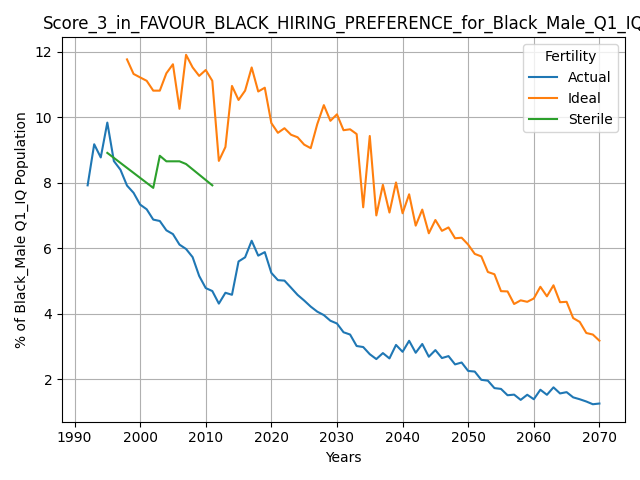 Score_3_in_FAVOUR_BLACK_HIRING_PREFERENCE_for_Black_Male_Q1_IQ
% of Black_Male Q1_IQ Population
12
10
8
6
4
2
Fertility
Actual
Ideal
Sterile
1990 2000 2010 2020 2030 2040 2050 2060 2070
Years